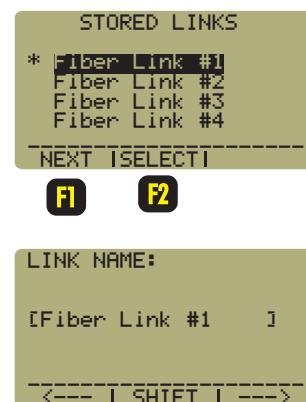 STORED LINKS
* Fiber Link #1
Fiber Link #2
Fiber Link #3
Fiber Link #4
NEXT |SELECT|
F1 F2
LINK NAME:
[Fiber Link #1 ]
<--- | SHIFT | --->